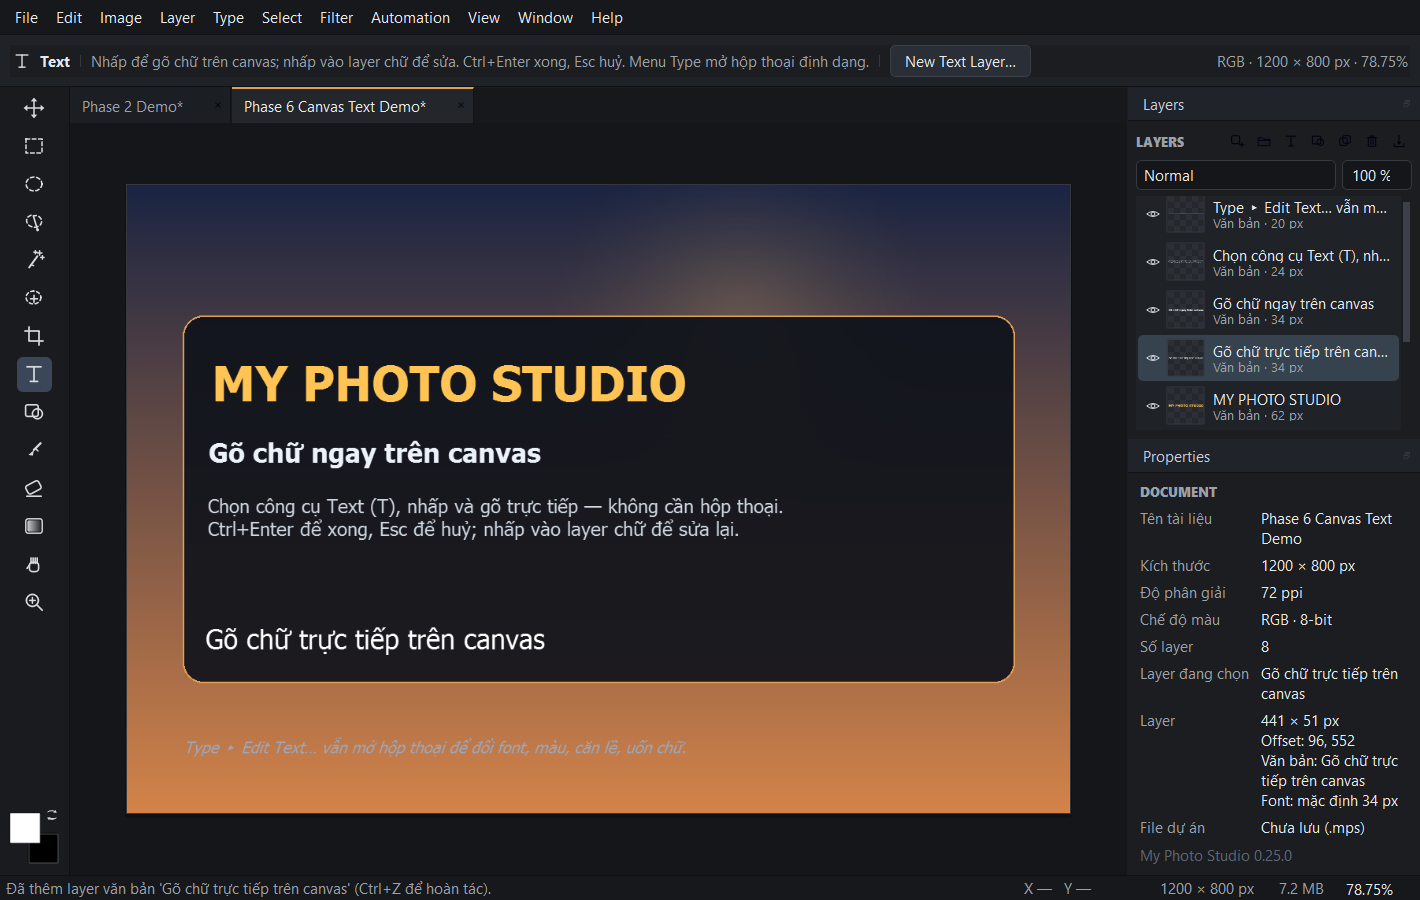 File Edit Image Layer Type Select Filter Automation View Window Help
Text Nhấp để gõ chữ trên canvas; nhấp vào layer chữ để sửa. Ctrl+Enter xong, Esc huỷ. Menu Type mở hộp thoại định dạng. New Text Layer... RGB · 1200 × 800 px · 78.75%
Phase 2 Demo* × Phase 6 Canvas Text Demo* ×
MY PHOTO STUDIO
Gõ chữ ngay trên canvas
Chọn công cụ Text (T), nhấp và gõ trực tiếp — không cần hộp thoại.
Ctrl+Enter để xong, Esc để huỷ; nhấp vào layer chữ để sửa lại.
Gõ chữ trực tiếp trên canvas
Type ▸ Edit Text... vẫn mở hộp thoại để đổi font, màu, căn lề, uốn chữ.
Layers
LAYERS
Normal 100 %
Type ▸ Edit Text... vẫn m...
Văn bản · 20 px
Chọn công cụ Text (T), nh...
Văn bản · 24 px
Gõ chữ ngay trên canvas
Văn bản · 34 px
Gõ chữ trực tiếp trên can...
Văn bản · 34 px
MY PHOTO STUDIO
Văn bản · 62 px
Properties
DOCUMENT
Tên tài liệu Phase 6 Canvas Text
Demo
Kích thước 1200 × 800 px
Độ phân giải 72 ppi
Chế độ màu RGB · 8-bit
Số layer 8
Layer đang chọn Gõ chữ trực tiếp trên
canvas
Layer 441 × 51 px
Offset: 96, 552
Văn bản: Gõ chữ trực
tiếp trên canvas
Font: mặc định 34 px
File dự án Chưa lưu (.mps)
My Photo Studio 0.25.0
Đã thêm layer văn bản 'Gõ chữ trực tiếp trên canvas' (Ctrl+Z để hoàn tác). X — Y — 1200 × 800 px 7.2 MB 78.75%